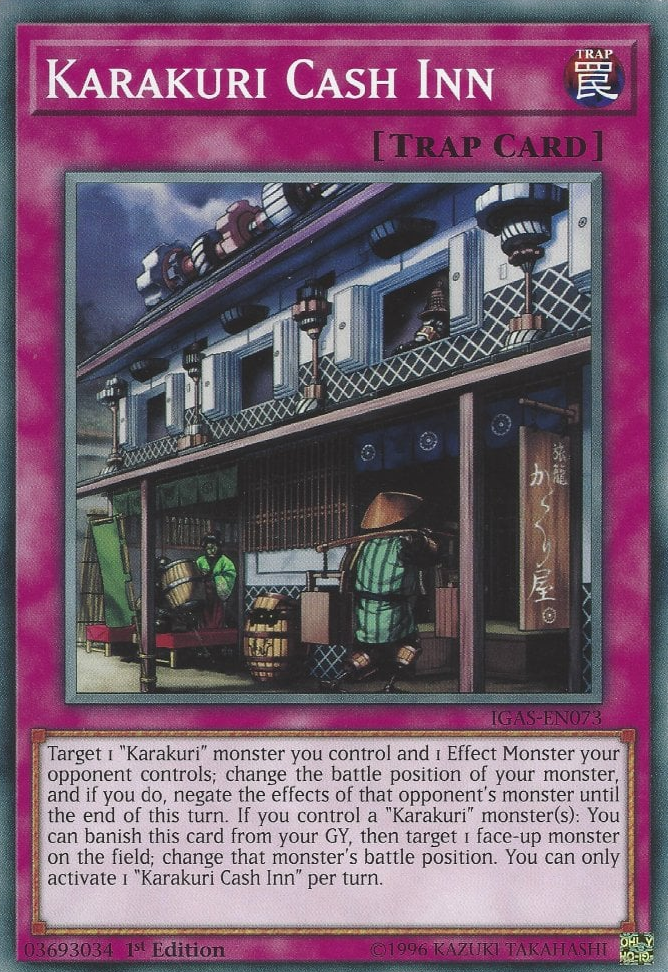 KARAKURI CASH INN
TRAP
罠
[TRAP CARD]
旅籠
からくり屋
IGAS-EN073
Target 1 "Karakuri" monster you control and 1 Effect Monster your
opponent controls; change the battle position of your monster,
and if you do, negate the effects of that opponent's monster until
the end of this turn. If you control a "Karakuri" monster(s): You
can banish this card from your GY, then target 1 face-up monster
on the field; change that monster's battle position. You can only
activate 1 "Karakuri Cash Inn" per turn.
03693034 1st Edition
©1996 KAZUKI TAKAHASHI